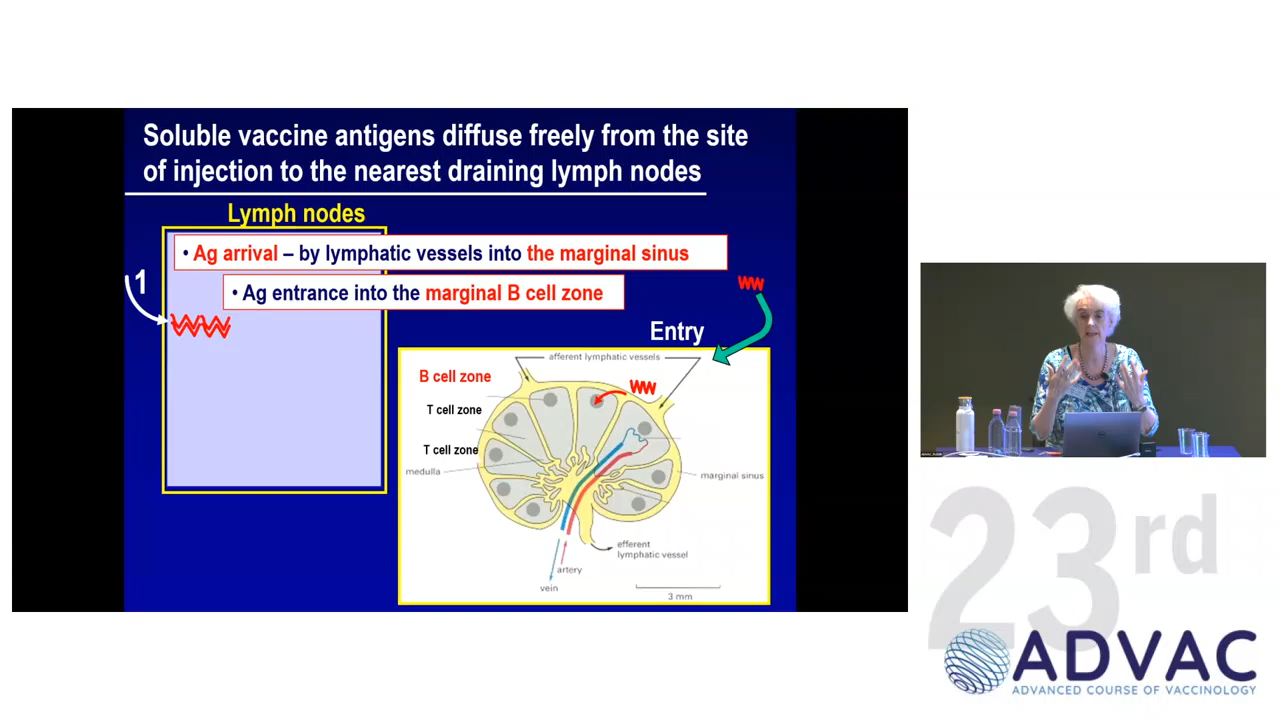 Soluble vaccine antigens diffuse freely from the site
of injection to the nearest draining lymph nodes
Lymph nodes
• Ag arrival – by lymphatic vessels into the marginal sinus
1
• Ag entrance into the marginal B cell zone
Entry
afferent lymphatic vessels
B cell zone
T cell zone
T cell zone
medulla
marginal sinus
efferent
lymphatic vessel
artery
vein
3 mm
23rd
ADVAC
ADVANCED COURSE OF VACCINOLOGY